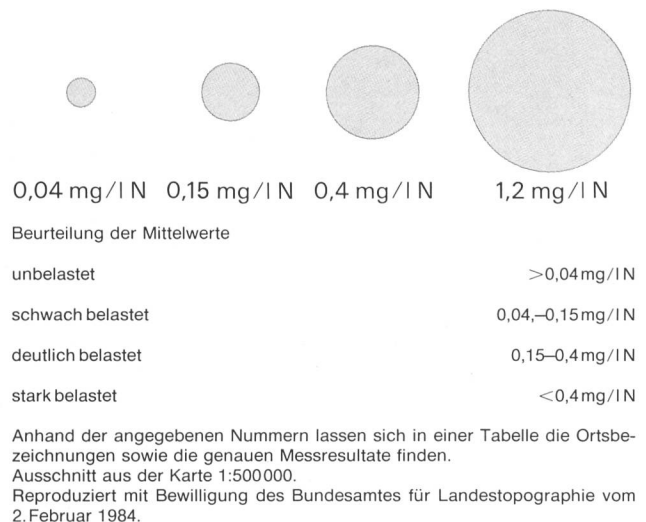 0,04 mg/l N 0,15 mg/l N 0,4 mg/l N 1,2 mg/l N
Beurteilung der Mittelwerte
unbelastet >0,04 mg/l N
schwach belastet 0,04,–0,15 mg/l N
deutlich belastet 0,15–0,4 mg/l N
stark belastet <0,4 mg/l N
Anhand der angegebenen Nummern lassen sich in einer Tabelle die Ortsbe-
zeichnungen sowie die genauen Messresultate finden.
Ausschnitt aus der Karte 1:500000.
Reproduziert mit Bewilligung des Bundesamtes für Landestopographie vom
2. Februar 1984.